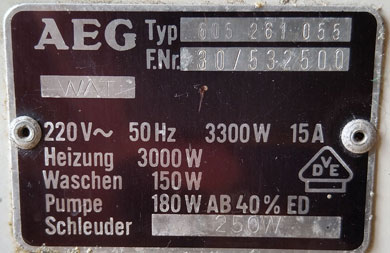 AEG Typ 605 261 055
F.Nr. 30/532500
WAF
220V~ 50Hz 3300W 15A
Heizung 3000W
Waschen 150W
Pumpe 180W AB 40% ED
Schleuder 250W
VDE